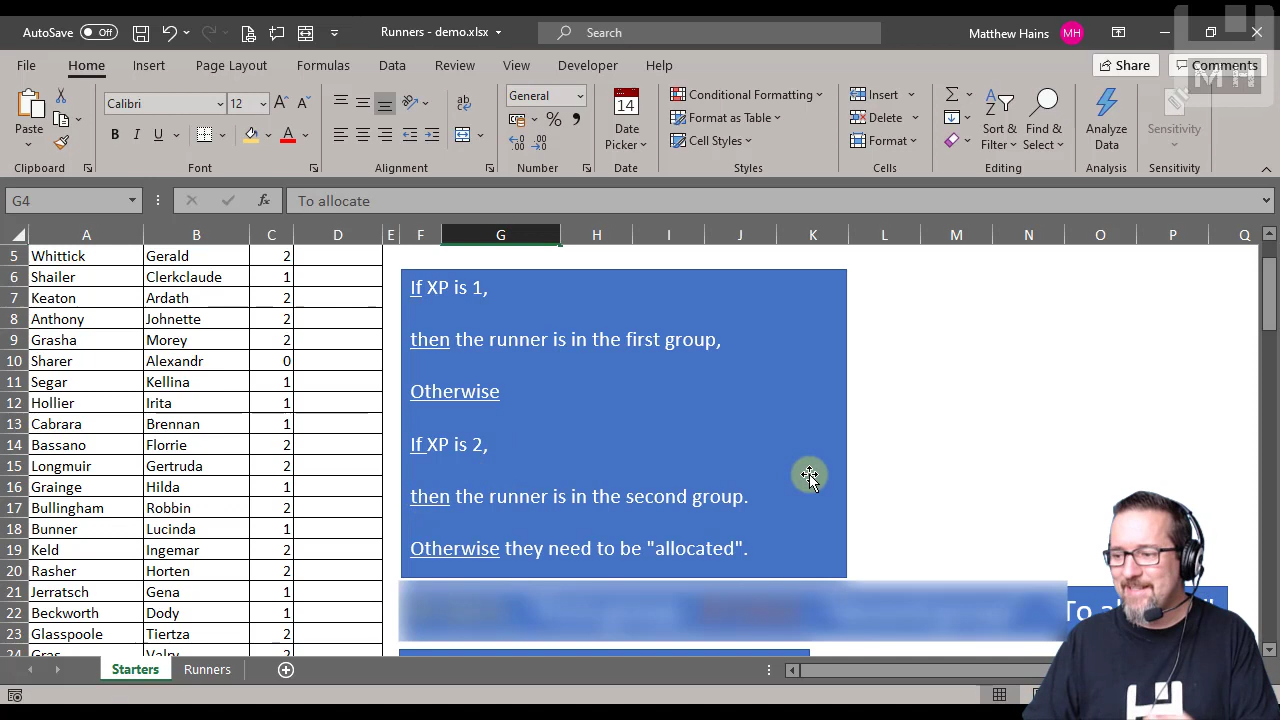 AutoSave Off Runners - demo.xlsx Search Matthew Hains MH
File Home Insert Page Layout Formulas Data Review View Developer Help Share Comments
Paste Calibri 12 General Date Picker Conditional Formatting Format as Table Cell Styles Insert Delete Format Sort & Filter Find & Select Analyze Data Sensitivity
B I U A
Clipboard Font Alignment Number Date Styles Cells Editing Analysis Sensitivity
G4 fx To allocate
A B C D E F G H I J K L M N O P Q
5 Whittick Gerald 2
6 Shailer Clerkclaude 1
7 Keaton Ardath 2
8 Anthony Johnette 2
9 Grasha Morey 2
10 Sharer Alexandr 0
11 Segar Kellina 1
12 Hollier Irita 1
13 Cabrara Brennan 1
14 Bassano Florrie 2
15 Longmuir Gertruda 2
16 Grainge Hilda 1
17 Bullingham Robbin 2
18 Bunner Lucinda 1
19 Keld Ingemar 2
20 Rasher Horten 2
21 Jerratsch Gena 1
22 Beckworth Dody 1
23 Glasspoole Tiertza 2
If XP is 1,
then the runner is in the first group,
Otherwise
If XP is 2,
then the runner is in the second group.
Otherwise they need to be "allocated".
Starters Runners